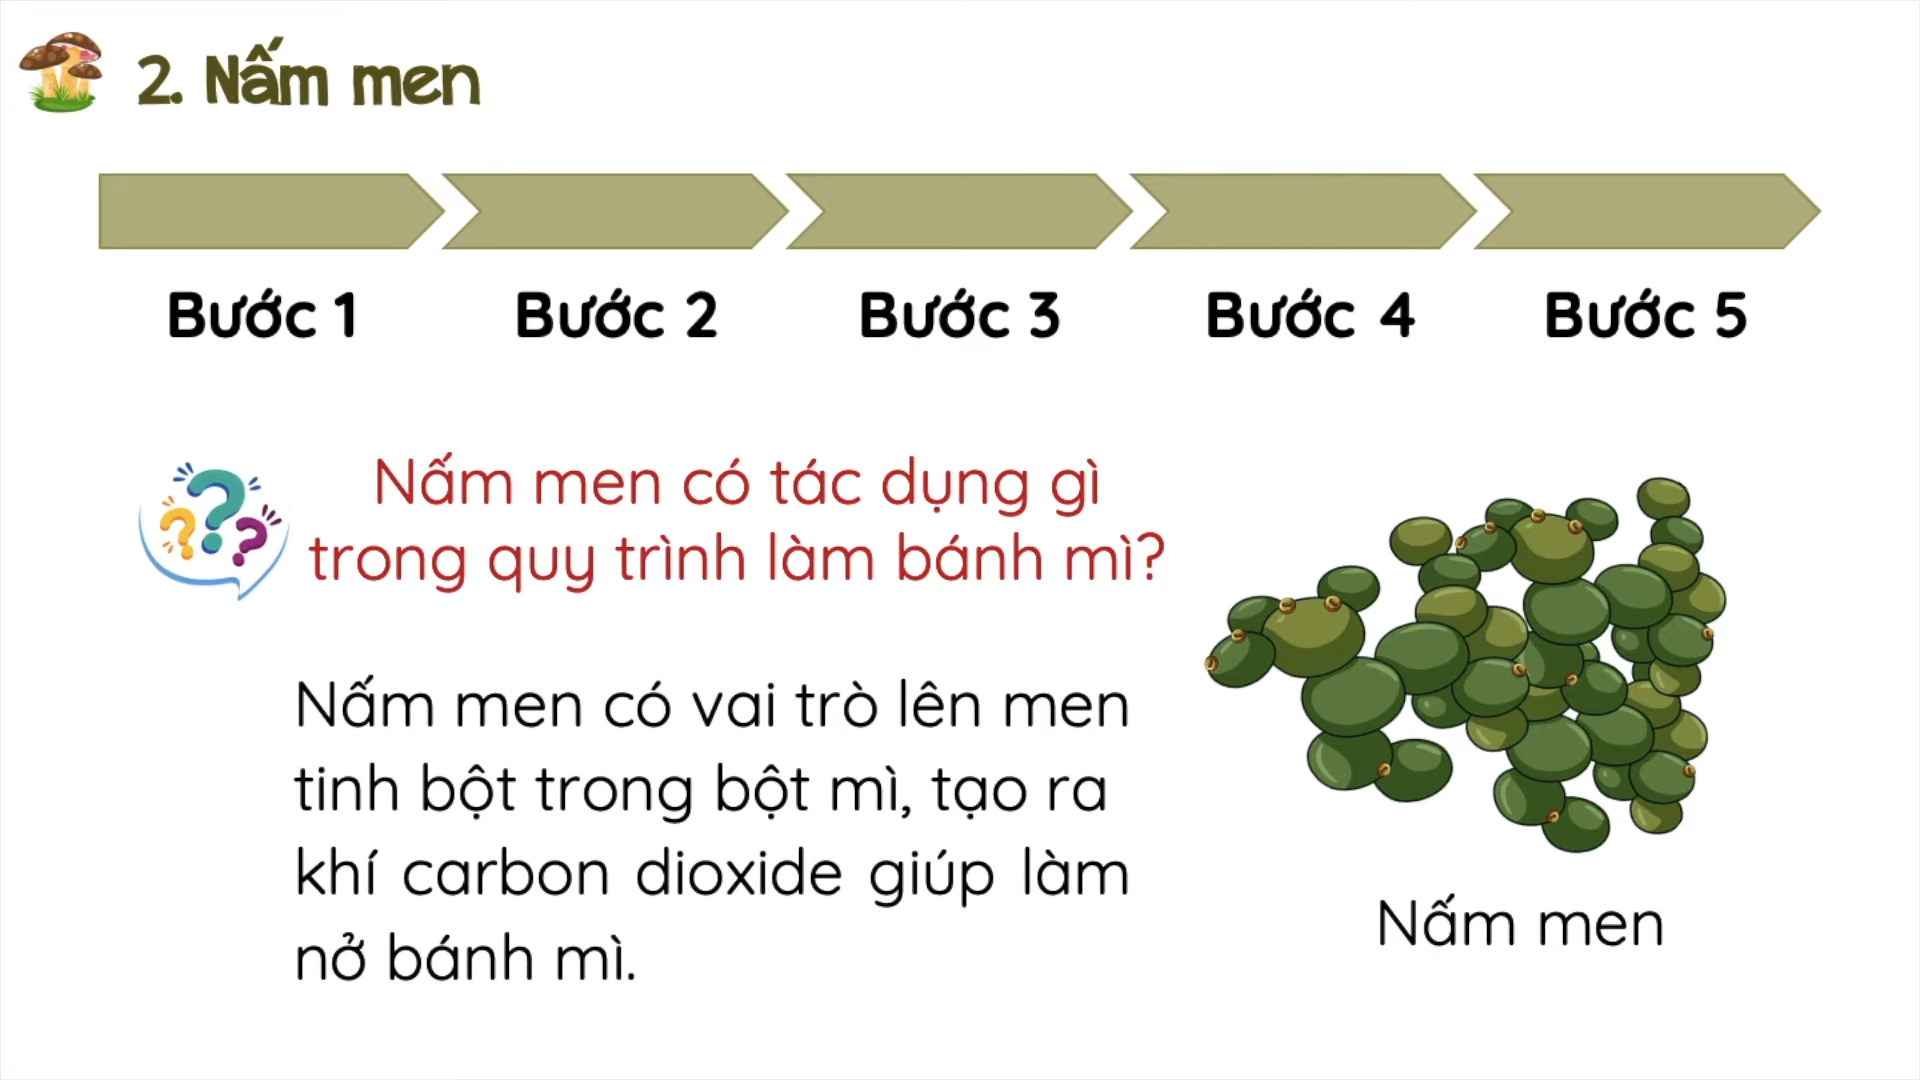 2. Nấm men
Bước 1
Bước 2
Bước 3
Bước 4
Bước 5
Nấm men có tác dụng gì
trong quy trình làm bánh mì?
Nấm men có vai trò lên men
tinh bột trong bột mì, tạo ra
khí carbon dioxide giúp làm
nở bánh mì.
Nấm men